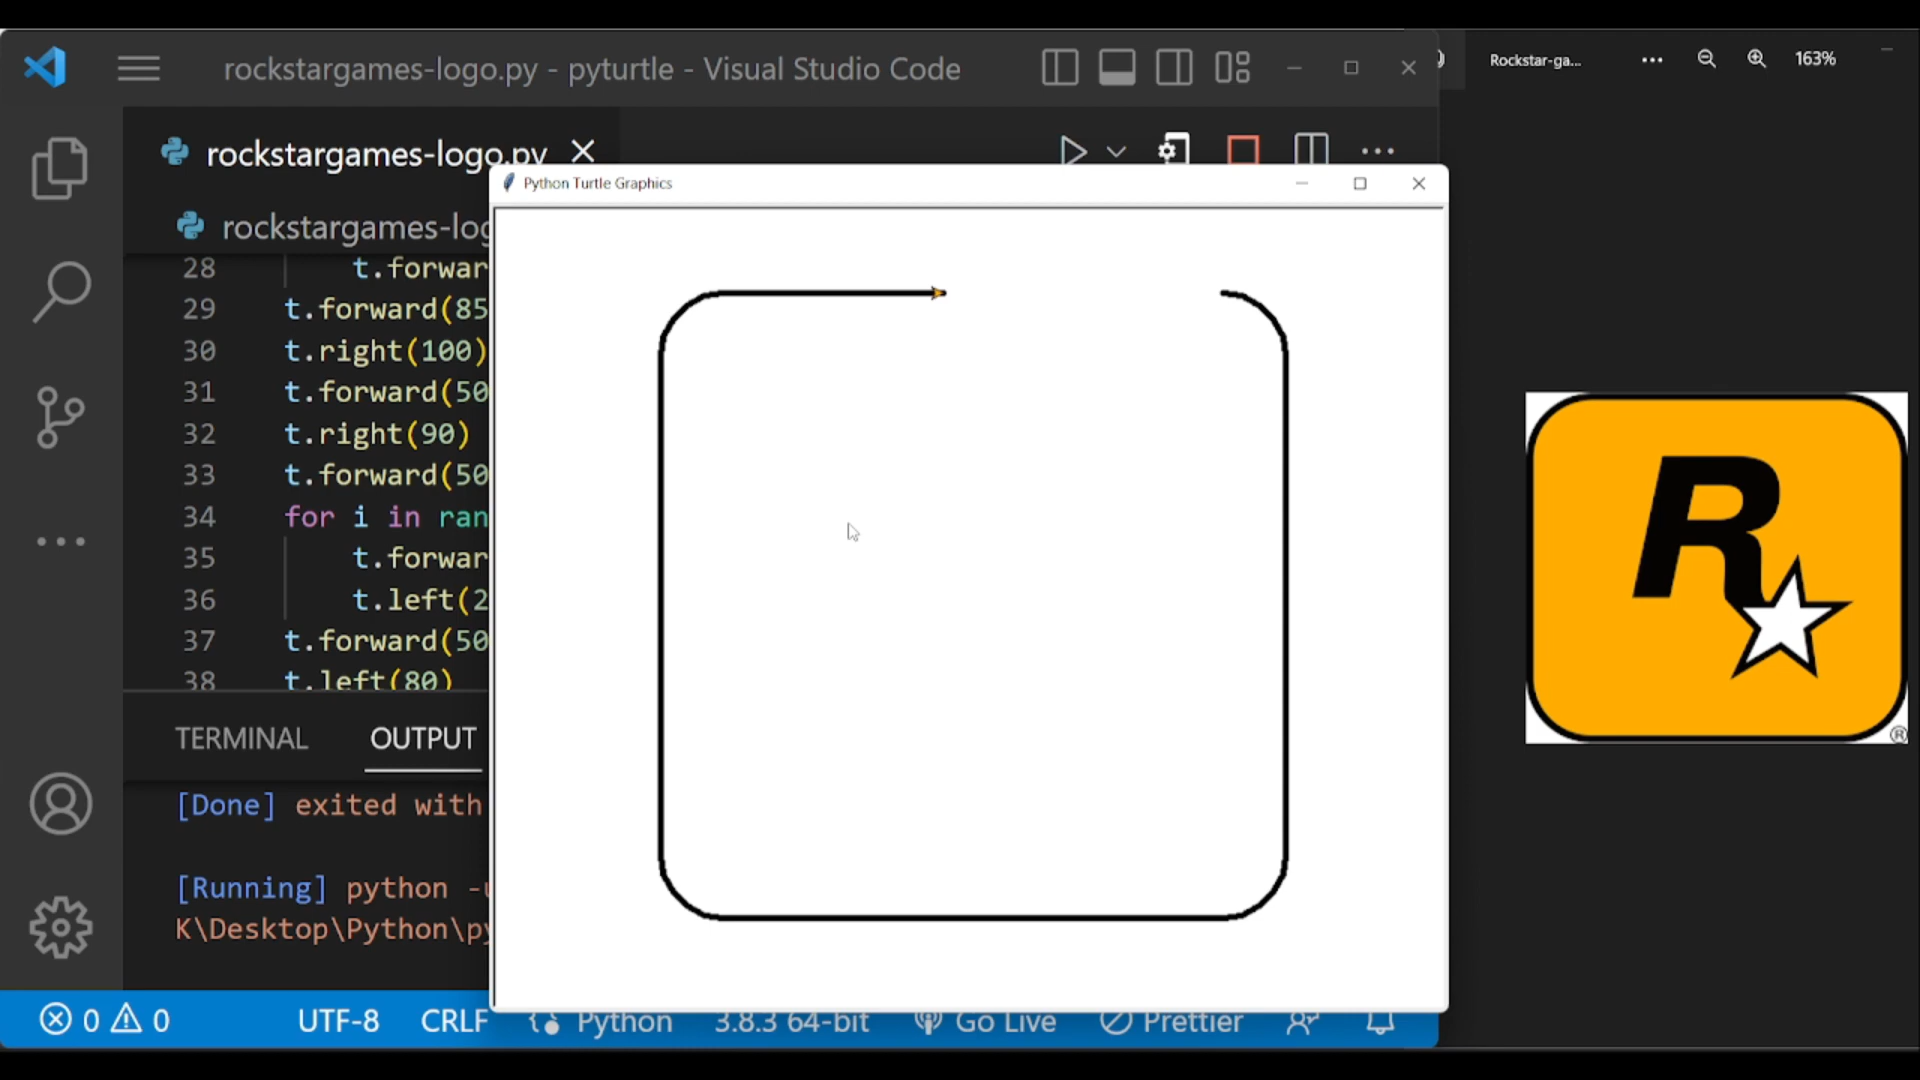 rockstargames-logo.py - pyturtle - Visual Studio Code
Rockstar-ga...
163%
rockstargames-logo.py
Python Turtle Graphics
rockstargames-log
28 t.forwar
29 t.forward(85
30 t.right(100)
31 t.forward(50
32 t.right(90)
33 t.forward(50
34 for i in ran
35 t.forwar
36 t.left(2
37 t.forward(50
38 t.left(80)
R
®
TERMINAL OUTPUT
[Done] exited with
[Running] python -u
K\Desktop\Python\py
0 0 UTF-8 CRLF Python 3.8.3 64-bit Go Live Prettier